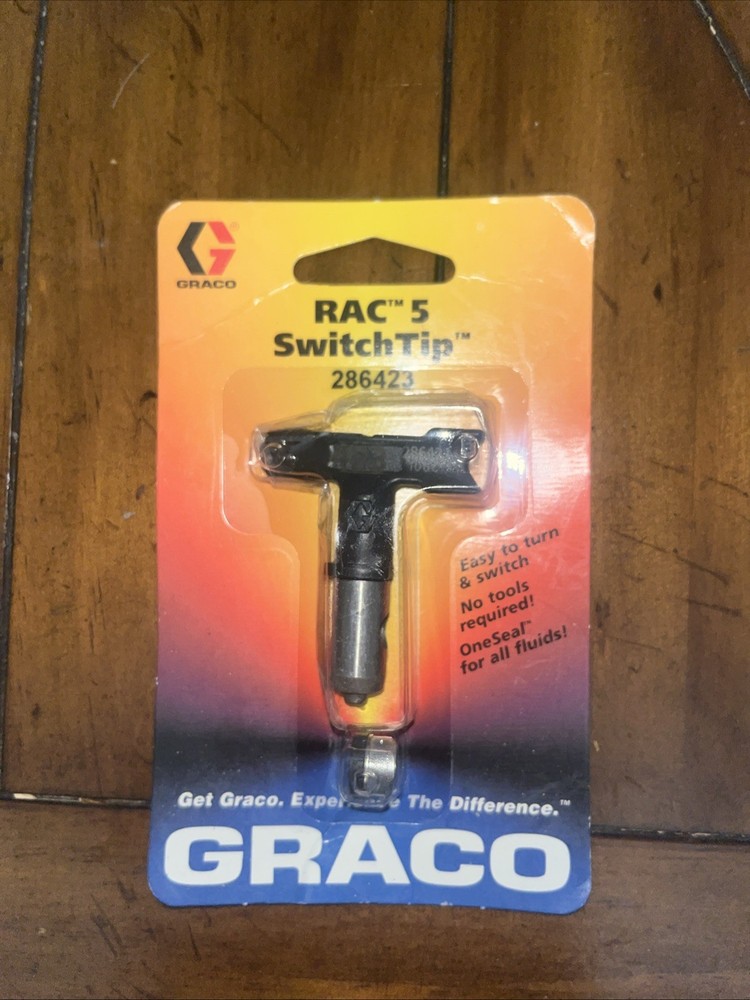 GRACO
RAC™ 5
SwitchTip™
286423
Easy to turn
& switch
No tools
required!
OneSeal™
for all fluids!
Get Graco. The Difference.™
GRACO